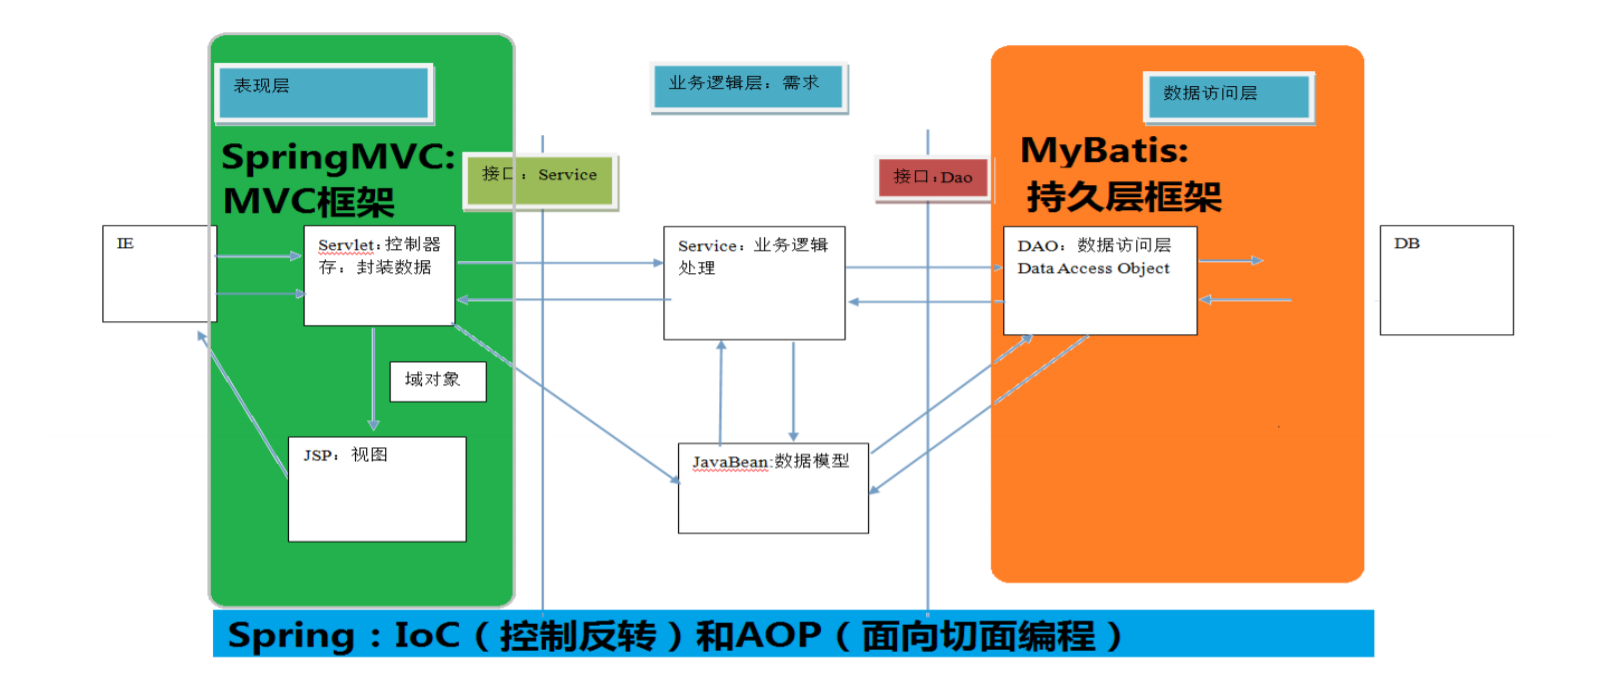 表现层
业务逻辑层：需求
数据访问层
SpringMVC:
MVC框架
接口：Service
接口：Dao
MyBatis:
持久层框架
IE
Servlet：控制器
存：封装数据
Service：业务逻辑
处理
DAO：数据访问层
Data Access Object
DB
域对象
JSP：视图
JavaBean:数据模型
Spring：IoC（控制反转）和AOP（面向切面编程）